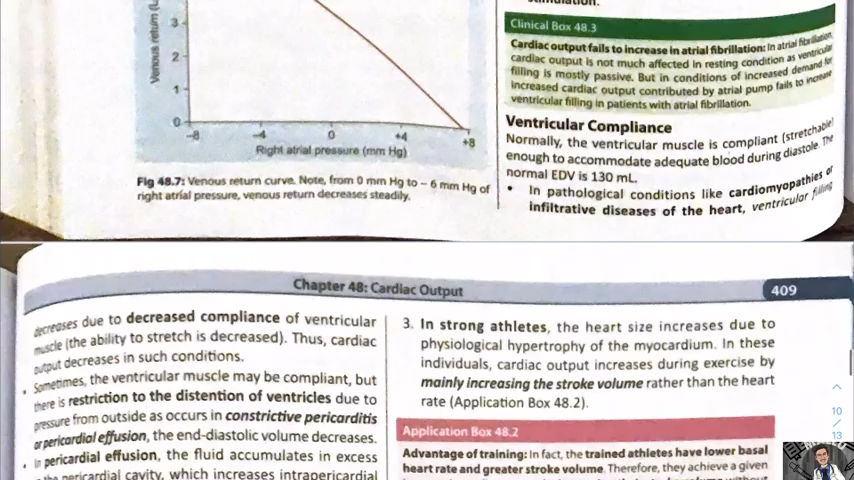 stimulation.
Clinical Box 48.3
Cardiac output fails to increase in atrial fibrillation: In atrial fibrillation,
cardiac output is not much affected in resting condition as ventricular
filling is mostly passive. But in conditions of increased demand for
increased cardiac output contributed by atrial pump fails to increase
ventricular filling in patients with atrial fibrillation.
Venous return (L
3
2
1
0
-8
-4
0
+4
+8
Right atrial pressure (mm Hg)
Fig 48.7: Venous return curve. Note, from 0 mm Hg to – 6 mm Hg of
right atrial pressure, venous return decreases steadily.
Ventricular Compliance
Normally, the ventricular muscle is compliant (stretchable)
enough to accommodate adequate blood during diastole. The
normal EDV is 130 mL.
• In pathological conditions like cardiomyopathies or
infiltrative diseases of the heart, ventricular filling
Chapter 48: Cardiac Output
409
decreases due to decreased compliance of ventricular
muscle (the ability to stretch is decreased). Thus, cardiac
output decreases in such conditions.
• Sometimes, the ventricular muscle may be compliant, but
there is restriction to the distention of ventricles due to
pressure from outside as occurs in constrictive pericarditis
or pericardial effusion, the end-diastolic volume decreases.
• In pericardial effusion, the fluid accumulates in excess
the pericardial cavity, which increases intrapericardial
3. In strong athletes, the heart size increases due to
physiological hypertrophy of the myocardium. In these
individuals, cardiac output increases during exercise by
mainly increasing the stroke volume rather than the heart
rate (Application Box 48.2).
Application Box 48.2
Advantage of training: In fact, the trained athletes have lower basal
heart rate and greater stroke volume. Therefore, they achieve a given
10
/
13